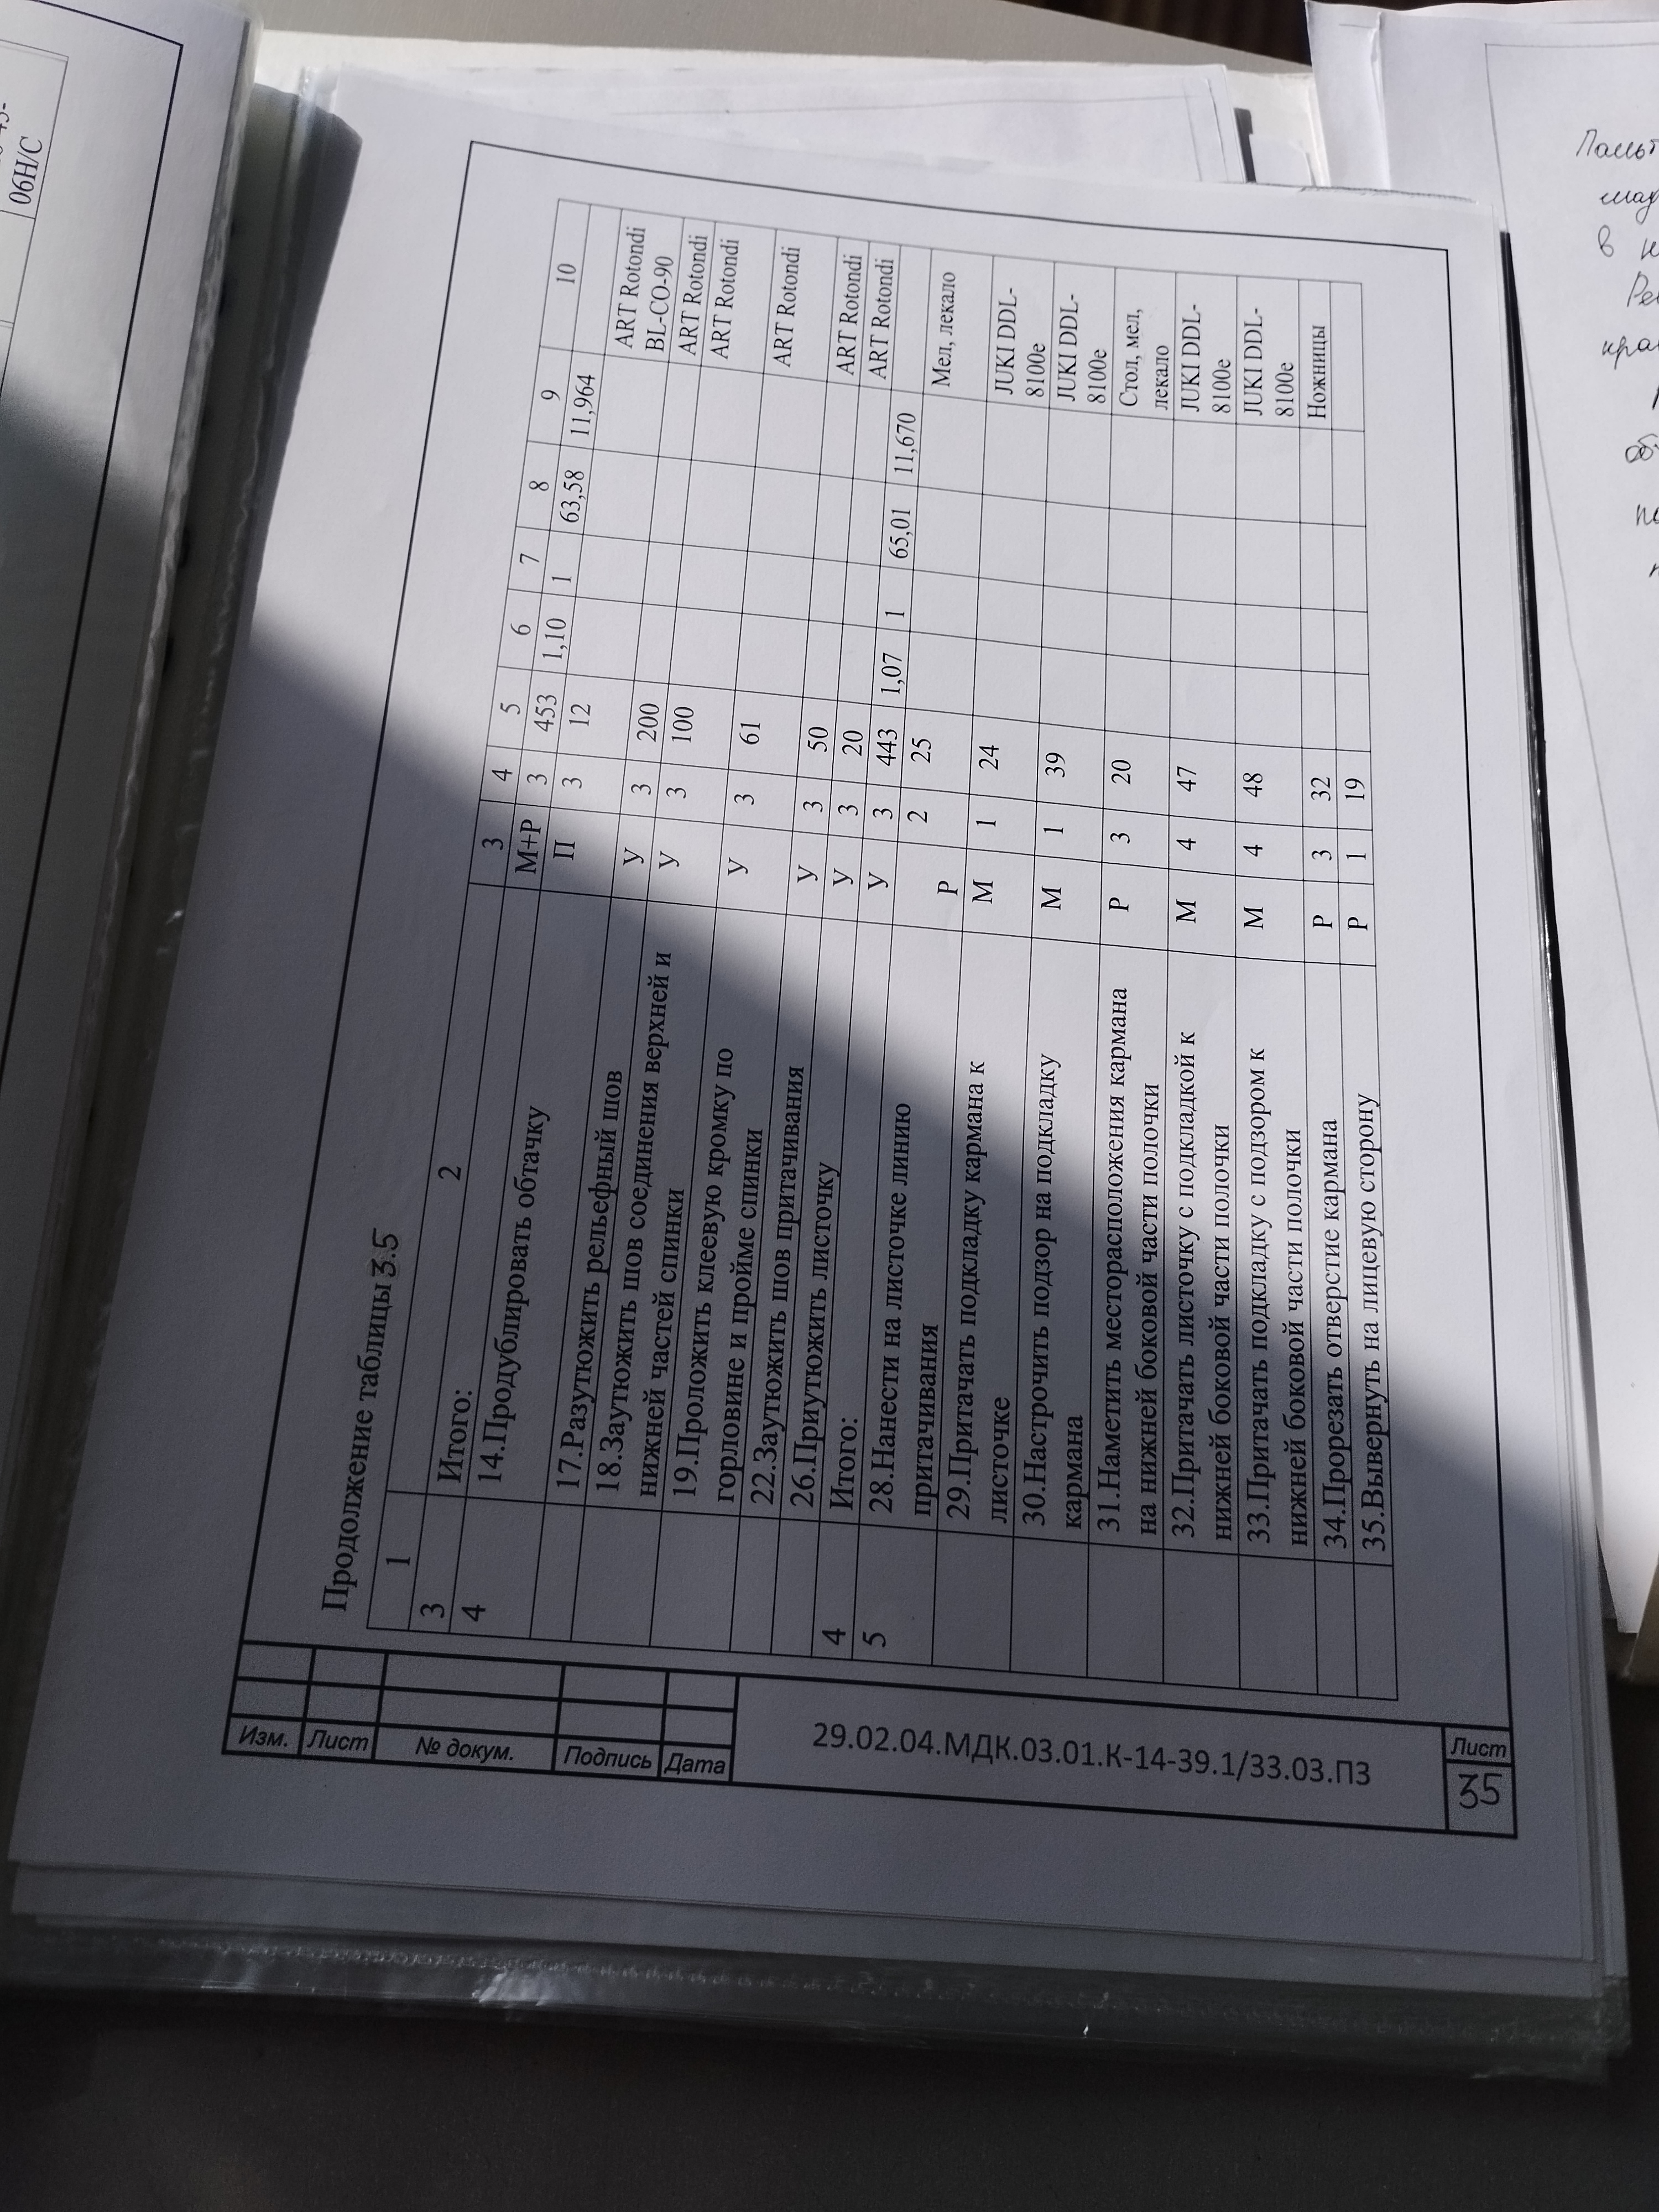 Продолжение таблицы 3.5
1 2 3 4 5 6 7 8 9 10
3 Итого: М+Р 3 453 1,10 1 63,58 11,964
4 14.Продублировать обтачку П 3 12
17.Разутюжить рельефный шов У 3 200 ART Rotondi
BL-CO-90
18.Заутюжить шов соединения верхней и У 3 100 ART Rotondi
нижней частей спинки
19.Проложить клеевую кромку по У 3 61 ART Rotondi
горловине и пройме спинки
22.Заутюжить шов притачивания У 3 50 ART Rotondi
26.Приутюжить листочку У 3 20 ART Rotondi
4 Итого: У 3 443 1,07 1 65,01 11,670 ART Rotondi
5 28.Нанести на листочке линию 2 25 Мел, лекало
притачивания Р
29.Притачать подкладку кармана к М 1 24 JUKI DDL-
листочке 8100e
30.Настрочить подзор на подкладку М 1 39 JUKI DDL-
кармана 8100e
31.Наметить месторасположения кармана Р 3 20 Стол, мел,
на нижней боковой части полочки лекало
32.Притачать листочку с подкладкой к М 4 47 JUKI DDL-
нижней боковой части полочки 8100e
33.Притачать подкладку с подзором к М 4 48 JUKI DDL-
нижней боковой части полочки 8100e
34.Прорезать отверстие кармана Р 3 32 Ножницы
35.Вывернуть на лицевую сторону Р 1 19
Изм. Лист № докум. Подпись Дата
29.02.04.МДК.03.01.К-14-39.1/33.03.ПЗ
Лист
35
06Н/С
в